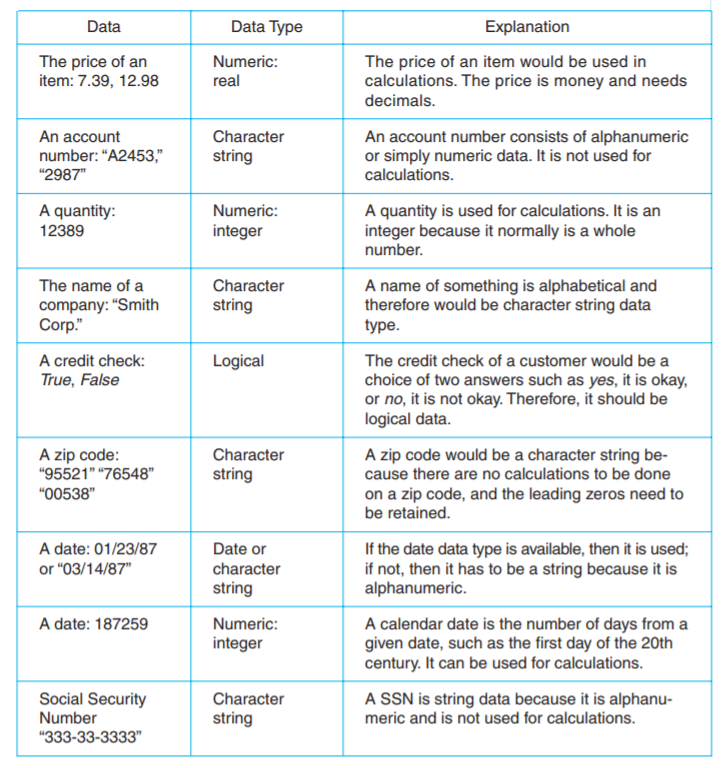 Data Data Type Explanation
The price of an Numeric: The price of an item would be used in
item: 7.39, 12.98 real calculations. The price is money and needs
decimals.
An account Character An account number consists of alphanumeric
number: “A2453,” string or simply numeric data. It is not used for
“2987” calculations.
A quantity: Numeric: A quantity is used for calculations. It is an
12389 integer integer because it normally is a whole
number.
The name of a Character A name of something is alphabetical and
company: “Smith string therefore would be character string data
Corp.” type.
A credit check: Logical The credit check of a customer would be a
True, False choice of two answers such as yes, it is okay,
or no, it is not okay. Therefore, it should be
logical data.
A zip code: Character A zip code would be a character string be-
“95521” “76548” string cause there are no calculations to be done
“00538” on a zip code, and the leading zeros need to
be retained.
A date: 01/23/87 Date or If the date data type is available, then it is used;
or “03/14/87” character if not, then it has to be a string because it is
string alphanumeric.
A date: 187259 Numeric: A calendar date is the number of days from a
integer given date, such as the first day of the 20th
century. It can be used for calculations.
Social Security Character A SSN is string data because it is alphanu-
Number string meric and is not used for calculations.
“333-33-3333”